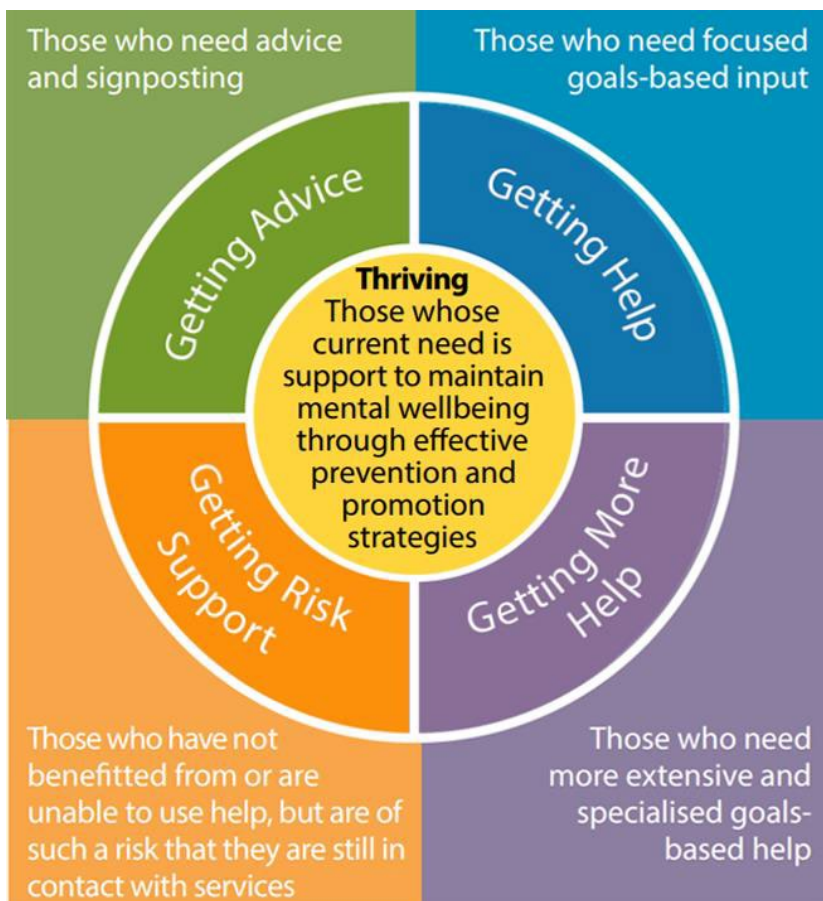 Those who need advice
and signposting
Those who need focused
goals-based input
Getting Advice
Getting Help
Thriving
Those whose
current need is
support to maintain
mental wellbeing
through effective
prevention and
promotion
strategies
Getting Risk
Support
Getting More
Help
Those who have not
benefitted from or are
unable to use help, but are of
such a risk that they are still in
contact with services
Those who need
more extensive and
specialised goals-
based help